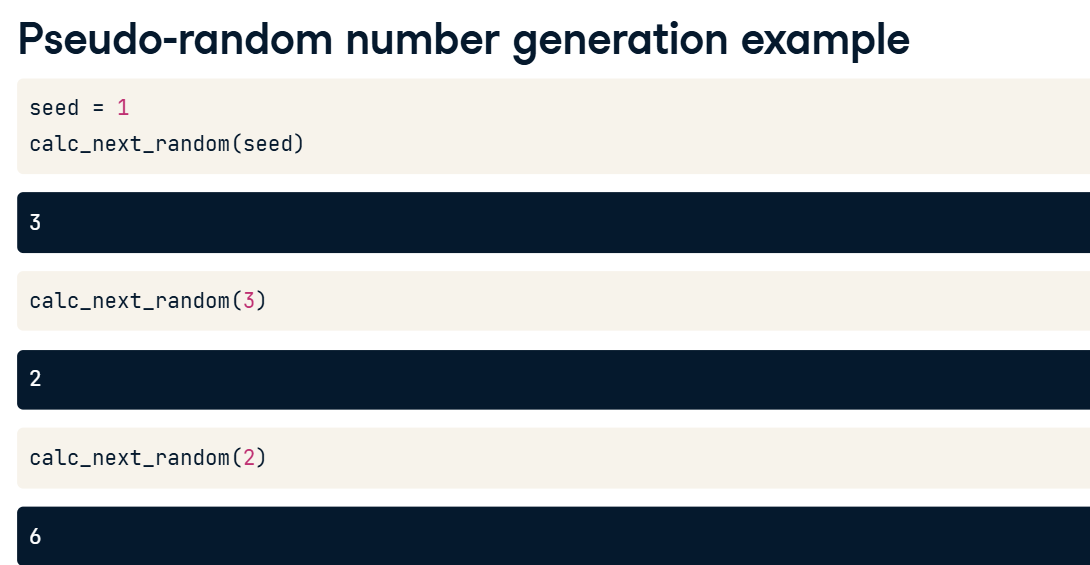 Pseudo-random number generation example
seed = 1
calc_next_random(seed)
3
calc_next_random(3)
2
calc_next_random(2)
6